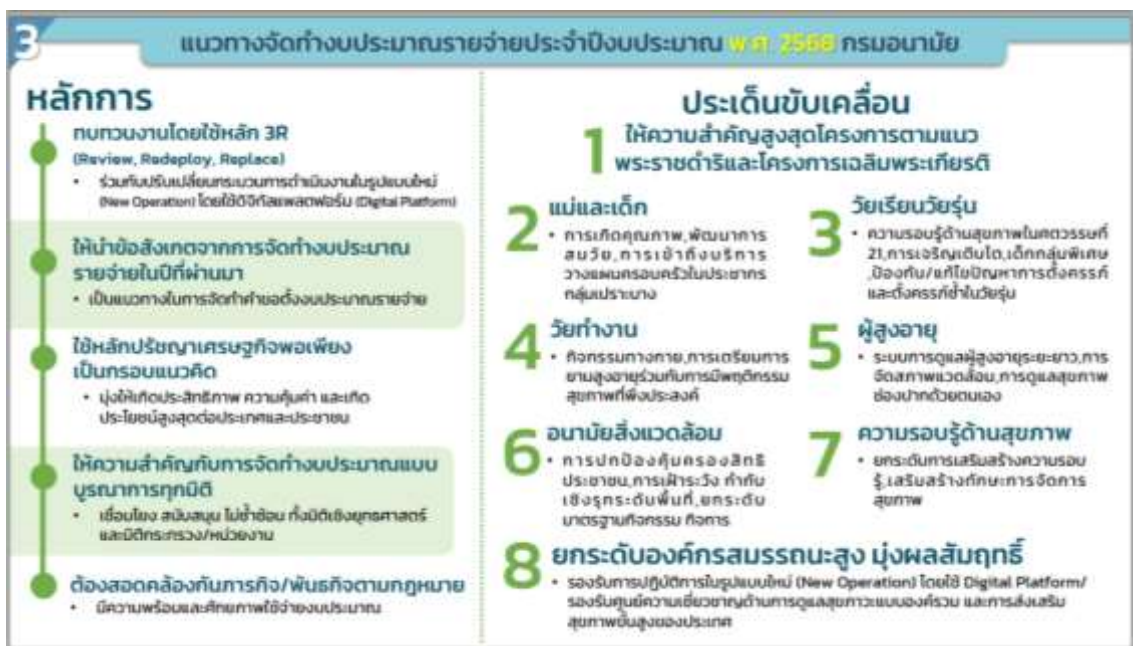 3
แนวทางจัดทำงบประมาณรายจ่ายประจำปีงบประมาณ พ.ศ. 2568 กรมอนามัย
หลักการ
ทบทวนงานโดยใช้หลัก 3R
(Review, Redeploy, Replace)
• ร่วมกับปรับเปลี่ยนกระบวนการดำเนินงานในรูปแบบใหม่
(New Operation) โดยใช้ดิจิทัลแพลตฟอร์ม (Digital Platform)
ให้นำข้อสังเกตจากการจัดทำงบประมาณ
รายจ่ายในปีที่ผ่านมา
• เป็นแนวทางในการจัดทำคำขอตั้งงบประมาณรายจ่าย
ใช้หลักปรัชญาเศรษฐกิจพอเพียง
เป็นกรอบแนวคิด
• มุ่งให้เกิดประสิทธิภาพ ความคุ้มค่า และเกิด
ประโยชน์สูงสุดต่อประเทศและประชาชน
ให้ความสำคัญกับการจัดทำงบประมาณแบบ
บูรณาการทุกมิติ
• เชื่อมโยง สนับสนุน ไม่ซ้ำซ้อน ทั้งมิติเชิงยุทธศาสตร์
และมิติกระทรวง/หน่วยงาน
ต้องสอดคล้องกับภารกิจ/พันธกิจตามกฎหมาย
• มีความพร้อมและศักยภาพใช้จ่ายงบประมาณ
ประเด็นขับเคลื่อน
1 ให้ความสำคัญสูงสุดโครงการตามแนว
พระราชดำริและโครงการเฉลิมพระเกียรติ
2 แม่และเด็ก
• การเกิดคุณภาพ,พัฒนาการ
สมวัย,การเข้าถึงบริการ
วางแผนครอบครัวในประชากร
กลุ่มเปราะบาง
3 วัยเรียนวัยรุ่น
• ความรอบรู้ด้านสุขภาพในศตวรรษที่
21,การเจริญเติบโต,เด็กกลุ่มพิเศษ
,ป้องกัน/แก้ไขปัญหาการตั้งครรภ์
และตั้งครรภ์ซ้ำในวัยรุ่น
4 วัยทำงาน
• กิจกรรมทางกาย,การเตรียมการ
ยามสูงอายุร่วมกับการมีพฤติกรรม
สุขภาพที่พึงประสงค์
5 ผู้สูงอายุ
• ระบบการดูแลผู้สูงอายุระยะยาว,การ
จัดสภาพแวดล้อม,การดูแลสุขภาพ
ช่องปากด้วยตนเอง
6 อนามัยสิ่งแวดล้อม
• การปกป้องคุ้มครองสิทธิ
ประชาชน,การเฝ้าระวัง กำกับ
เชิงรุกระดับพื้นที่,ยกระดับ
มาตรฐานกิจกรรม กิจการ
7 ความรอบรู้ด้านสุขภาพ
• ยกระดับการเสริมสร้างความรอบ
รู้,เสริมสร้างทักษะการจัดการ
สุขภาพ
8 ยกระดับองค์กรสมรรถนะสูง มุ่งผลสัมฤทธิ์
• รองรับการปฏิบัติการในรูปแบบใหม่ (New Operation) โดยใช้ Digital Platform/
รองรับศูนย์ความเชี่ยวชาญด้านการดูแลสุขภาวะแบบองค์รวม และการส่งเสริม
สุขภาพขั้นสูงของประเทศ